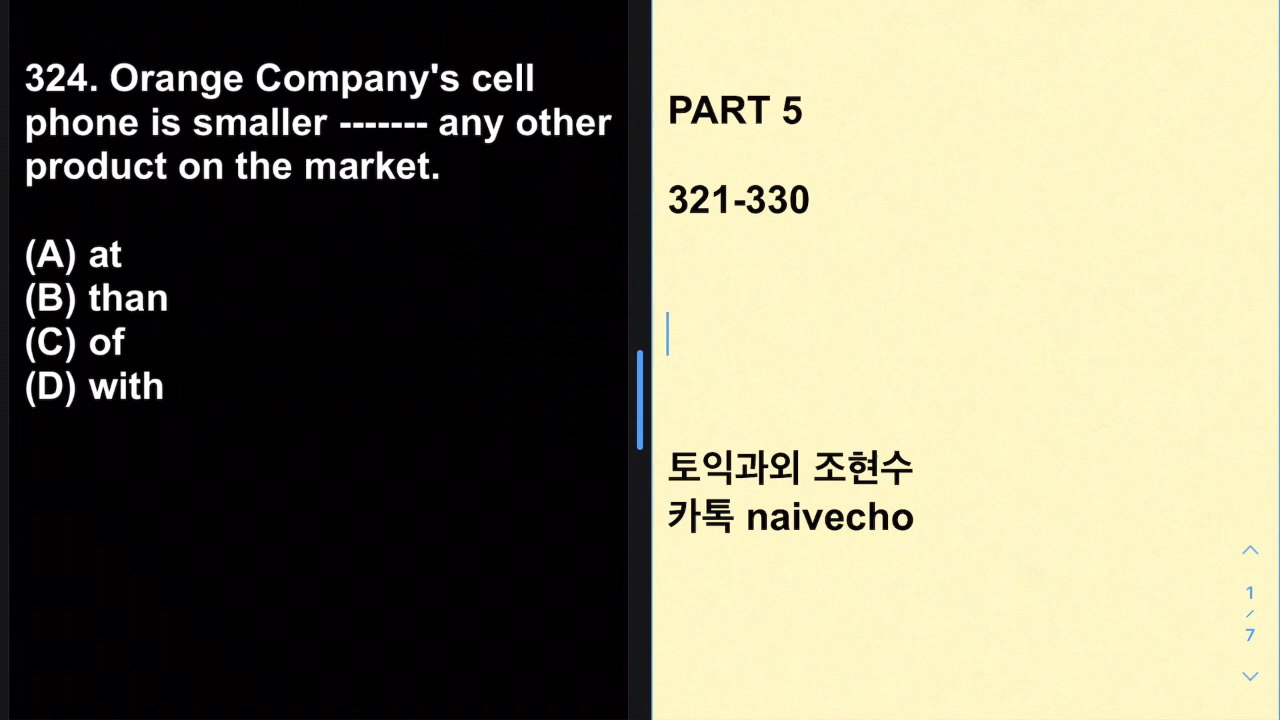 324. Orange Company's cell
phone is smaller ------- any other
product on the market.
(A) at
(B) than
(C) of
(D) with
PART 5
321-330
토익과외 조현수
카톡 naivecho
1
/
7